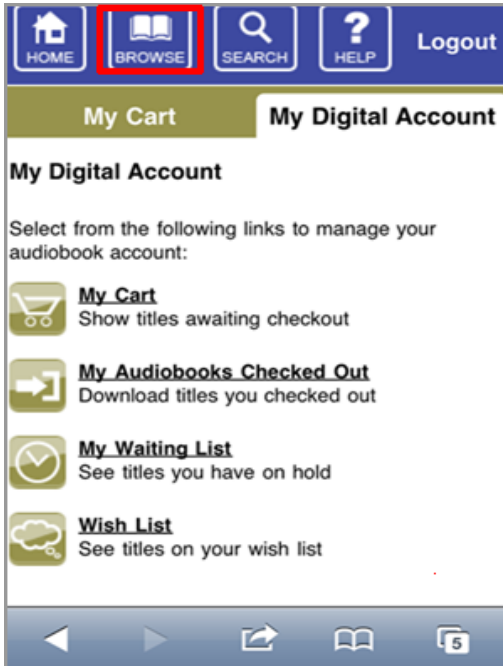 HOME BROWSE SEARCH HELP Logout
My Cart My Digital Account
My Digital Account
Select from the following links to manage your
audiobook account:
My Cart
Show titles awaiting checkout
My Audiobooks Checked Out
Download titles you checked out
My Waiting List
See titles you have on hold
Wish List
See titles on your wish list
5